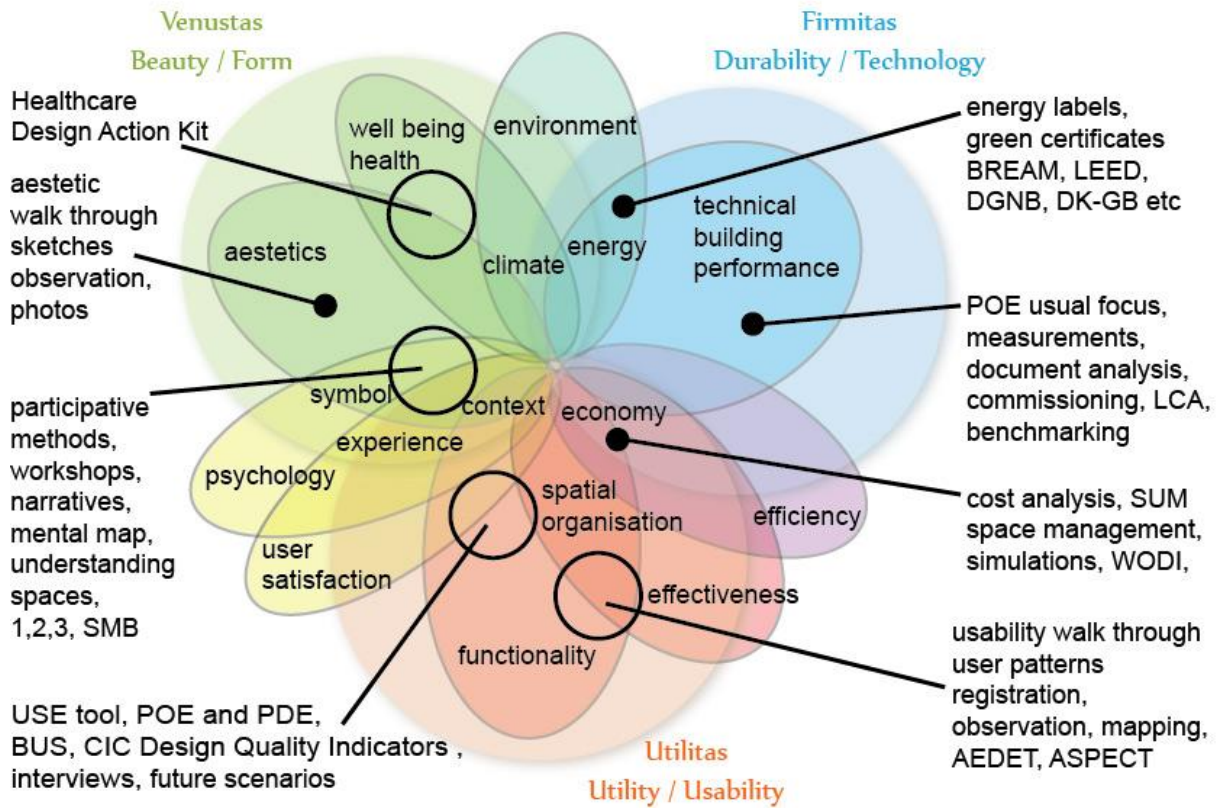 Venustas
Beauty / Form
Firmitas
Durability / Technology
Healthcare
Design Action Kit
aestetic
walk through
sketches
observation,
photos
participative
methods,
workshops,
narratives,
mental map,
understanding
spaces,
1,2,3, SMB
USE tool, POE and PDE,
BUS, CIC Design Quality Indicators ,
interviews, future scenarios
well being
health
environment
aestetics
climate
energy
technical
building
performance
symbol
context
economy
experience
psychology
spatial
organisation
efficiency
user
satisfaction
effectiveness
functionality
energy labels,
green certificates
BREAM, LEED,
DGNB, DK-GB etc
POE usual focus,
measurements,
document analysis,
commissioning, LCA,
benchmarking
cost analysis, SUM
space management,
simulations, WODI,
usability walk through
user patterns
registration,
observation, mapping,
AEDET, ASPECT
Utilitas
Utility / Usability